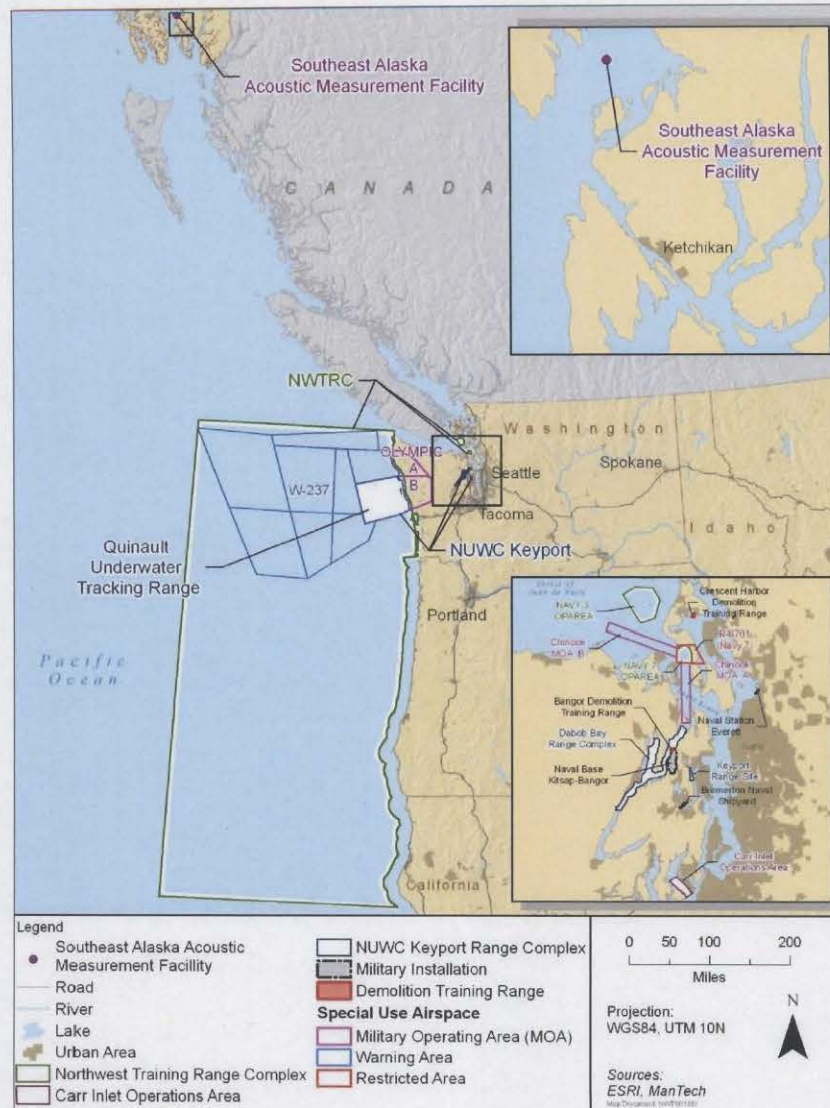 Southeast Alaska
Acoustic Measurement Facility
Southeast Alaska
Acoustic Measurement
Facility
Ketchikan
CANADA
NWTRC
Washington
OLYMPIC
A
B
Seattle
Spokane
W-237
Tacoma
Idaho
Quinault
Underwater
Tracking Range
NUWC Keyport
Portland
Pacific
Ocean
California
Crescent Harbor
Demolition
Training Range
NAVY 3
OPAREA
R-6701
Navy 7
Chinook
MOA B
NAVY 7
OPAREA
Chinook
MOA A
Bangor Demolition
Training Range
Naval Station
Everett
Dabob Bay
Range Complex
Naval Base
Kitsap-Bangor
Keyport
Range Site
Bremerton Naval
Shipyard
Carr Inlet
Operations Area
Legend
Southeast Alaska Acoustic
Measurement Facillity
Road
River
Lake
Urban Area
Northwest Training Range Complex
Carr Inlet Operations Area
NUWC Keyport Range Complex
Military Installation
Demolition Training Range
Special Use Airspace
Military Operating Area (MOA)
Warning Area
Restricted Area
0 50 100 200
Miles
Projection:
WGS84, UTM 10N
N
Sources:
ESRI, ManTech